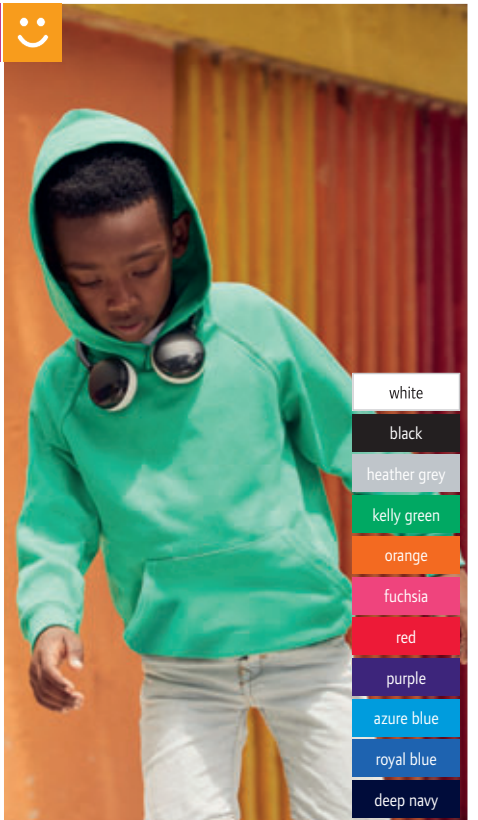 white
black
heather grey
kelly green
orange
fuchsia
red
purple
azure blue
royal blue
deep navy